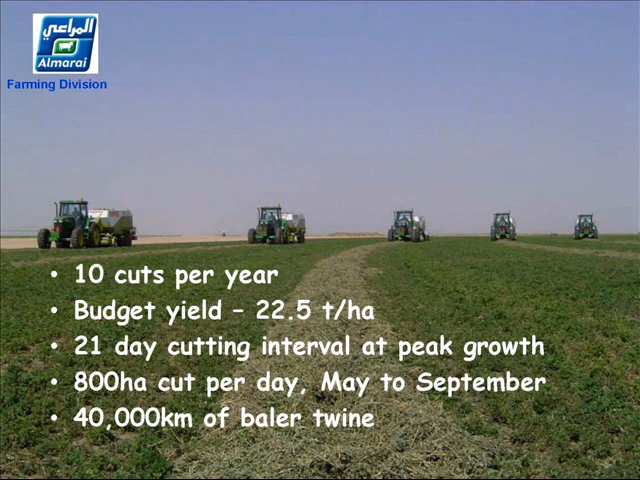 المراعي
Almarai
Farming Division
• 10 cuts per year
• Budget yield – 22.5 t/ha
• 21 day cutting interval at peak growth
• 800ha cut per day, May to September
• 40,000km of baler twine